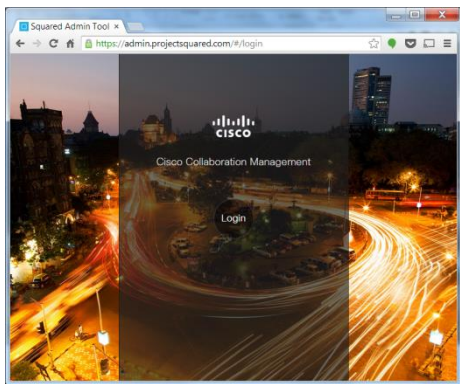 Squared Admin Tool
https://admin.projectsquared.com/#/login
CISCO
Cisco Collaboration Management
Login